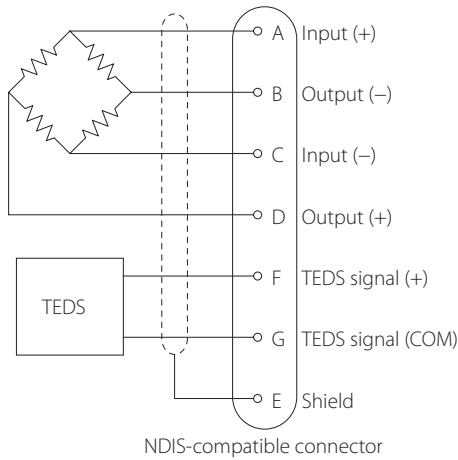 A Input (+)
B Output (−)
C Input (−)
D Output (+)
F TEDS signal (+)
TEDS
G TEDS signal (COM)
E Shield
NDIS-compatible connector